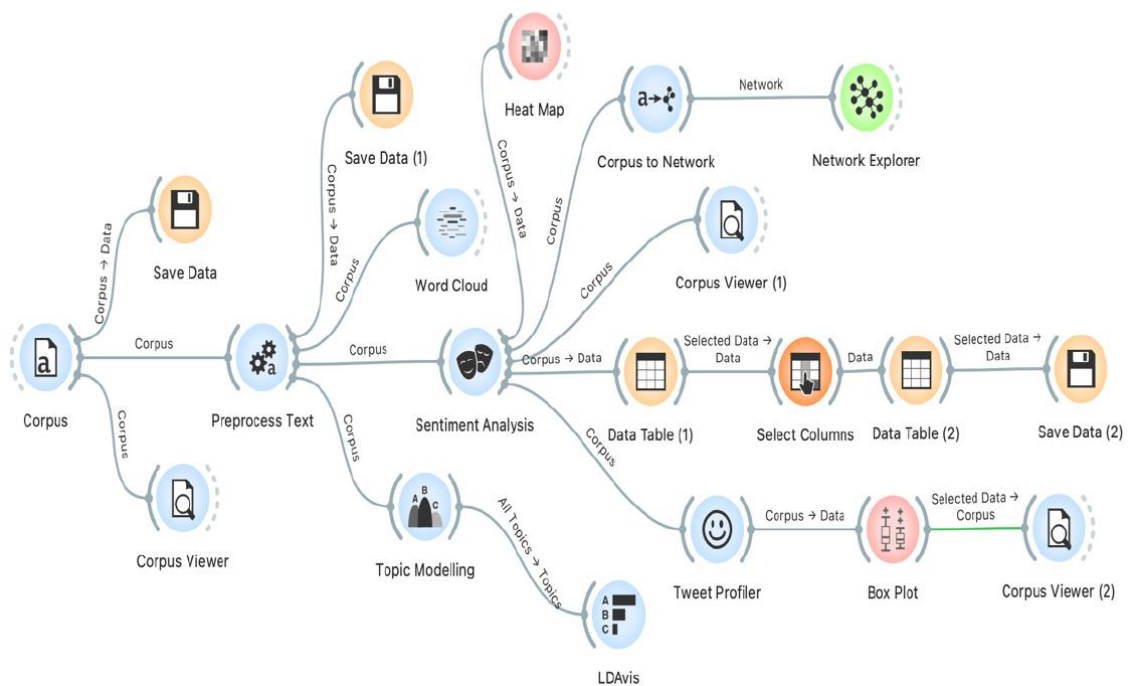 Heat Map
Network
Corpus to Network
Network Explorer
Save Data (1)
Corpus → Data
Corpus → Data
Corpus
Save Data
Corpus → Data
Word Cloud
Corpus
Corpus Viewer (1)
Corpus
Corpus
Corpus
Preprocess Text
Corpus
Sentiment Analysis
Corpus → Data
Data Table (1)
Selected Data →
Data
Select Columns
Data
Data Table (2)
Selected Data →
Data
Save Data (2)
a
a
a
Corpus
Corpus Viewer
Corpus
A
B
C
Topic Modelling
All Topics → Topics
A
B
C
LDAvis
Corpus
Tweet Profiler
Corpus → Data
Box Plot
Selected Data →
Corpus
Corpus Viewer (2)